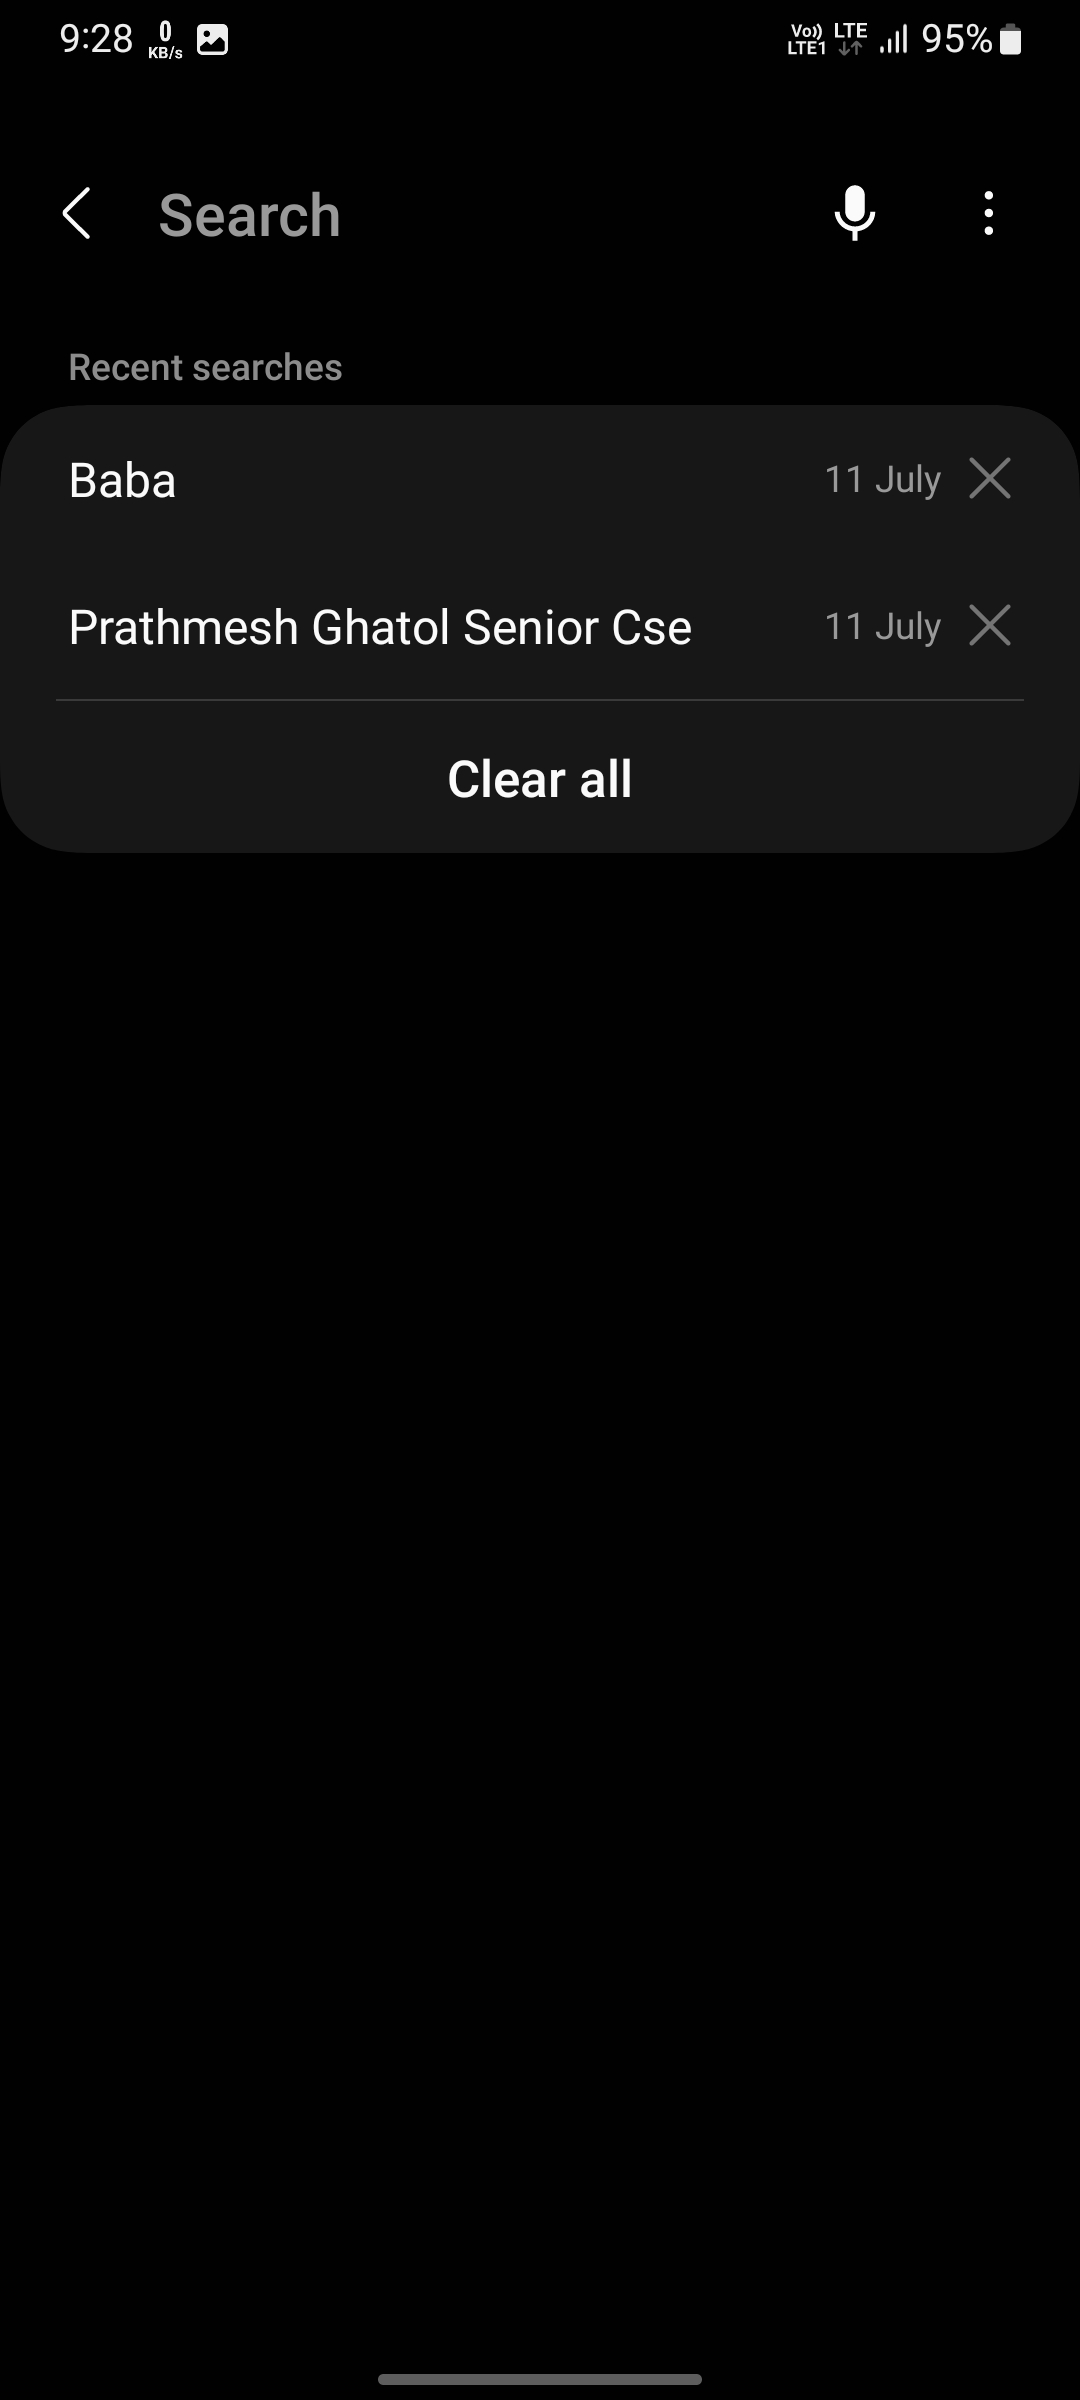 9:28 0 KB/s Vo)) LTE1 LTE 95%
Search
Recent searches
Baba 11 July
Prathmesh Ghatol Senior Cse 11 July
Clear all